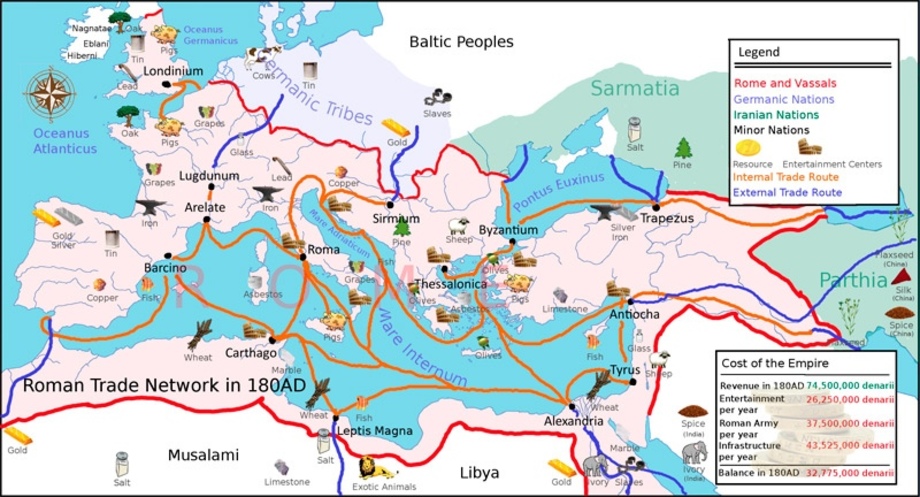 Nagnatae
Oak
Eblani
Hiberni
Tin
Pigs
Lead
Londinium
Oceanus
Germanicus
Cows
Tin
Germanic Tribes
Baltic Peoples
Slaves
Gold
Sarmatia
Salt
Pine
Legend
Rome and Vassals
Germanic Nations
Iranian Nations
Minor Nations
Resource
Entertainment Centers
Internal Trade Route
External Trade Route
Oceanus
Atlanticus
Oak
Pigs
Grapes
Glass
Grapes
Lugdunum
Lead
Iron
Iron
Copper
Arelate
Sirmium
Pine
Fish
Sheep
Pontus Euxinus
Byzantium
Silver
Iron
Trapezus
Gold
Silver
Tin
Barcino
Copper
Fish
Mare Adriaticum
Roma
Asbestos
Grapes
Thessalonica
Olives
Olives
Asbestos
Pigs
Limestone
Antiocha
ROME
Flaxseed
(China)
Parthia
Silk
(China)
Spice
(China)
Flaxseed
Wheat
Carthago
Marble
Pigs
Mare Internum
Olives
Fish
Glass
Sheep
Tyrus
Roman Trade Network in 180AD
Wheat
Fish
Leptis Magna
Wheat
Alexandria
Marble
Spice
(India)
Ivory
(India)
Gold
Musalami
Salt
Limestone
Salt
Exotic Animals
Libya
Gold
Ivory
Slaves
Cost of the Empire
Revenue in 180AD 74,500,000 denarii
Entertainment 26,250,000 denarii
per year
Roman Army 37,500,000 denarii
per year
Infrastructure 43,525,000 denarii
per year
Balance in 180AD 32,775,000 denarii